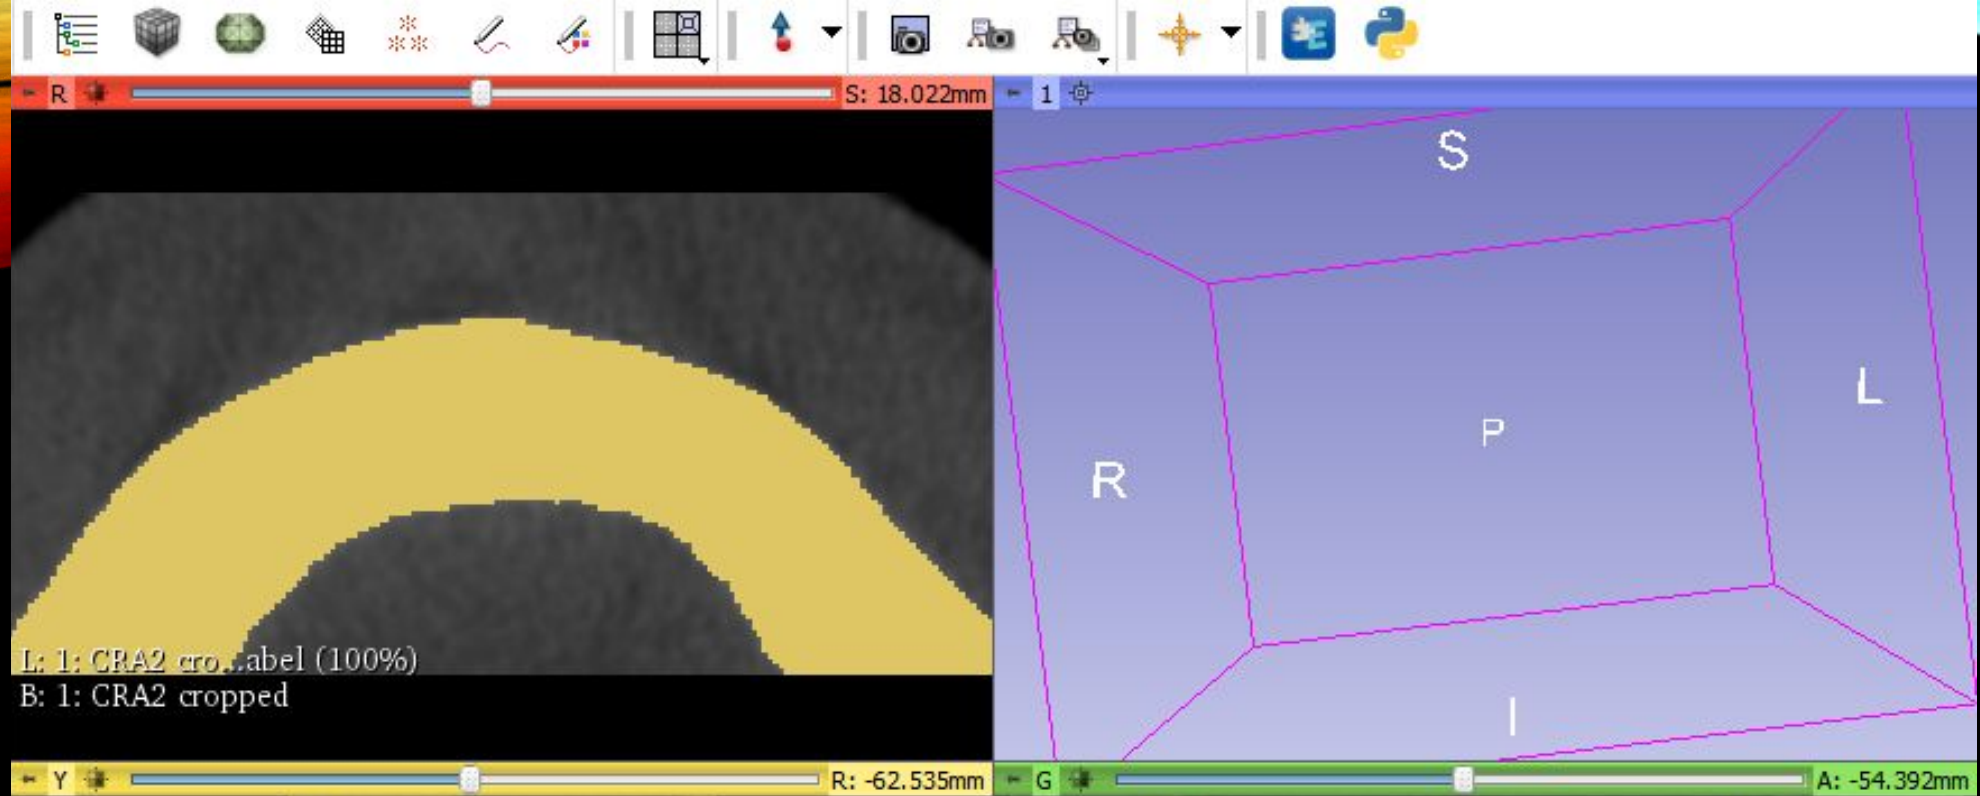 R S: 18.022mm
1
S
L
P
R
I
L: 1: CRA2 cro...abel (100%)
B: 1: CRA2 cropped
Y R: -62.535mm
G A: -54.392mm